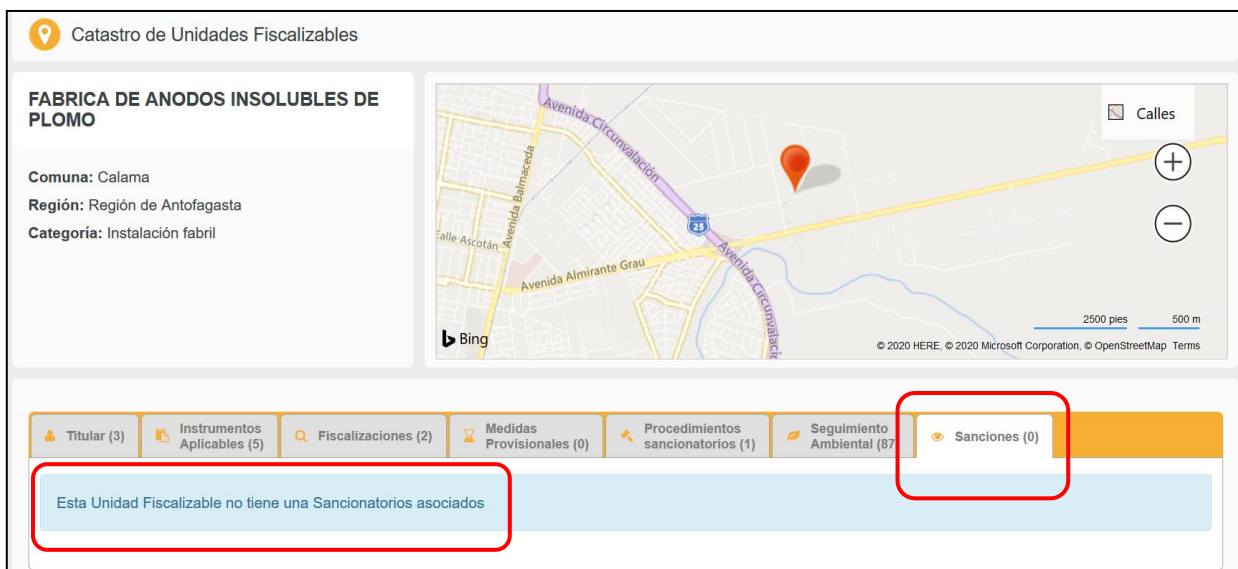 Catastro de Unidades Fiscalizables
FABRICA DE ANODOS INSOLUBLES DE
PLOMO
Comuna: Calama
Región: Región de Antofagasta
Categoría: Instalación fabril
Avenida Circunvalación
Avenida Balmaceda
Calle Ascotán
25
Avenida Almirante Grau
Avenida Circunvalació
Calles
2500 pies 500 m
Bing
© 2020 HERE, © 2020 Microsoft Corporation, © OpenStreetMap Terms
Titular (3)
Instrumentos
Aplicables (5)
Fiscalizaciones (2)
Medidas
Provisionales (0)
Procedimientos
sancionatorios (1)
Seguimiento
Ambiental (87
Sanciones (0)
Esta Unidad Fiscalizable no tiene una Sancionatorios asociados